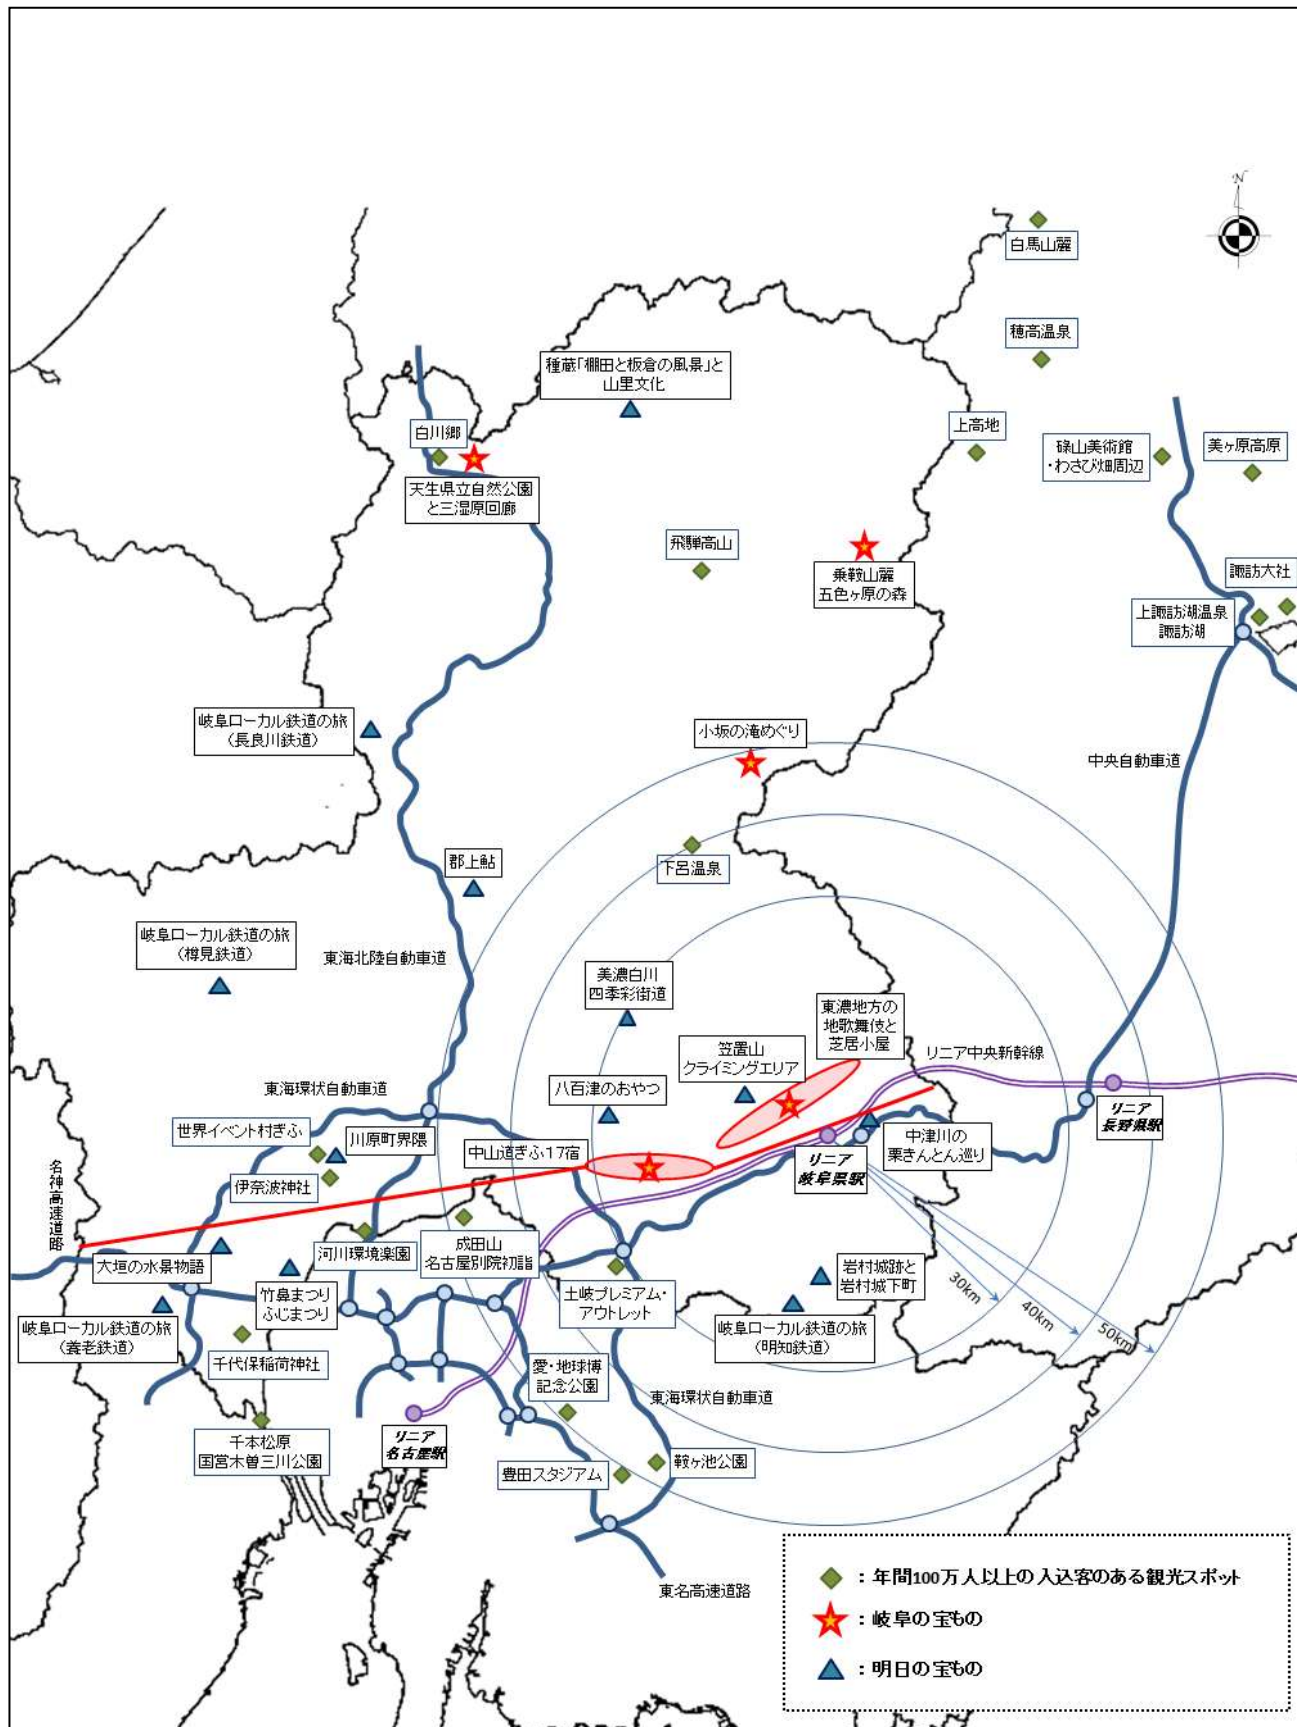 N
白馬山麗
穂高温泉
種蔵「棚田と板倉の風景」と
山里文化
白川郷
上高地
碌山美術館
・わさび畑周辺
美ヶ原高原
天生県立自然公園
と三湿原回廊
飛騨高山
乗鞍山麗
五色ヶ原の森
諏訪大社
上諏訪湖温泉
諏訪湖
岐阜ローカル鉄道の旅
（長良川鉄道）
小坂の滝めぐり
中央自動車道
郡上鮎
下呂温泉
岐阜ローカル鉄道の旅
（樽見鉄道）
東海北陸自動車道
美濃白川
四季彩街道
東濃地方の
地歌舞伎と
芝居小屋
笠置山
クライミングエリア
リニア中央新幹線
東海環状自動車道
八百津のおやつ
リニア
長野県駅
世界イベント村ぎふ
川原町界隈
中山道ぎふ17宿
中津川の
栗きんとん巡り
リニア
岐阜県駅
名神高速道路
伊奈波神社
河川環境楽園
成田山
名古屋別院初詣
大垣の水景物語
竹鼻まつり
ふじまつり
土岐プレミアム・
アウトレット
岩村城跡と
岩村城下町
30km
40km
50km
岐阜ローカル鉄道の旅
（養老鉄道）
岐阜ローカル鉄道の旅
（明知鉄道）
千代保稲荷神社
愛・地球博
記念公園
東海環状自動車道
千本松原
国営木曽三川公園
リニア
名古屋駅
豊田スタジアム
鞍ヶ池公園
東名高速道路
：年間100万人以上の入込客のある観光スポット
：岐阜の宝もの
：明日の宝もの